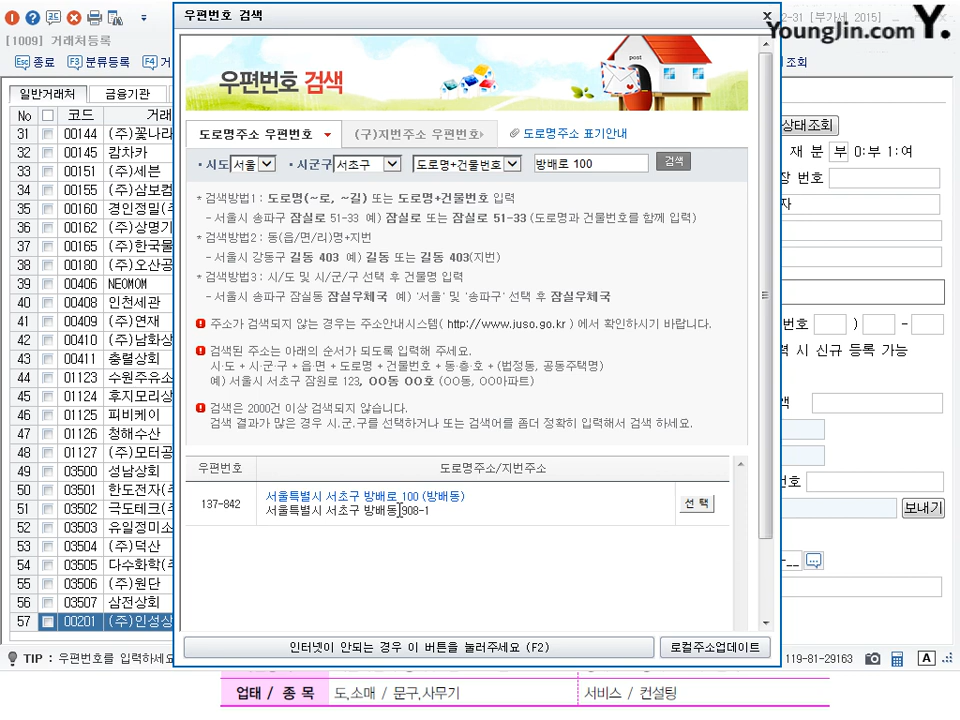 우편번호 검색
x
2-31 [부가세 2015]
YoungJin.com Y.
[1009] 거래처등록
Esc 종료 F3 분류등록 F4
조회
일반거래처 금융기관
No 코드 거래
31 00144 (주)꽃나라
32 00145 캄차카
33 00151 (주)세븐
34 00155 (주)삼보컴
35 00160 경인정밀(주
36 00162 (주)상명기
37 00165 (주)한국물
38 00180 (주)오산공
39 00406 NEOMOM
40 00408 인천세관
41 00409 (주)연재
42 00410 (주)남화상
43 00411 충렬상회
44 01123 수원주유소
45 01124 후지모리상
46 01125 피비케이
47 01126 청해수산
48 01127 (주)모터공
49 03500 성남상회
50 03501 한도전자(주
51 03502 극도테크(주
52 03503 유일정미소
53 03504 (주)덕산
54 03505 다수화학(주
55 03506 (주)원단
56 03507 삼전상회
57 00201 (주)인성상
TIP : 우편번호를 입력하세요
우편번호 검색
post
도로명주소 우편번호 (구)지번주소 우편번호 도로명주소 표기안내
시도 서울 시군구 서초구 도로명+건물번호 방배로 100 검색
* 검색방법1 : 도로명(~로, ~길) 또는 도로명+건물번호 입력
- 서울시 송파구 잠실로 51-33 예) 잠실로 또는 잠실로 51-33 (도로명과 건물번호를 함께 입력)
* 검색방법2 : 동(읍/면/리)명+지번
- 서울시 강동구 길동 403 예) 길동 또는 길동 403(지번)
* 검색방법3 : 시/도 및 시/군/구 선택 후 건물명 입력
- 서울시 송파구 잠실동 잠실우체국 예) '서울' 및 '송파구' 선택 후 잠실우체국
주소가 검색되지 않는 경우는 주소안내시스템( http://www.juso.go.kr ) 에서 확인하시기 바랍니다.
검색된 주소는 아래의 순서가 되도록 입력해 주세요.
시·도 + 시·군·구 + 읍·면 + 도로명 + 건물번호 + 동·층·호 + (법정동, 공동주택명)
예) 서울시 서초구 잠원로 123, OO동 OO호 (OO동, OO아파트)
검색은 2000건 이상 검색되지 않습니다.
검색 결과가 많은 경우 시.군.구를 선택하거나 또는 검색어를 좀더 정확히 입력해서 검색 하세요.
우편번호 도로명주소/지번주소
137-842 서울특별시 서초구 방배로 100 (방배동)
서울특별시 서초구 방배동 908-1
선 택
인터넷이 안되는 경우 이 버튼을 눌러주세요 (F2) 로컬주소업데이트
상태조회
재 분 부 0:부 1:여
장 번호
자
번호 ) -
력 시 신규 등록 가능
액
번호
보내기
119-81-29163 A
업태 / 종 목 도,소매 / 문구,사무기 서비스 / 컨설팅